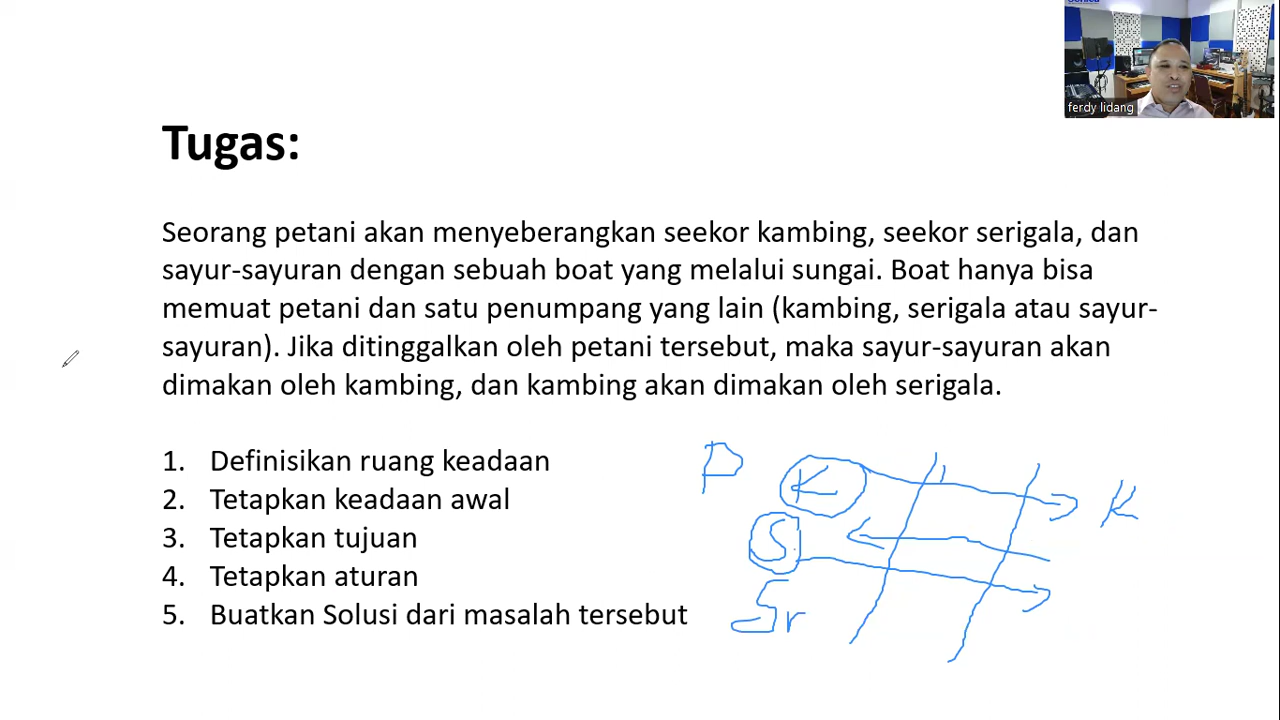 ferdy lidang
Tugas:
Seorang petani akan menyeberangkan seekor kambing, seekor serigala, dan
sayur-sayuran dengan sebuah boat yang melalui sungai. Boat hanya bisa
memuat petani dan satu penumpang yang lain (kambing, serigala atau sayur-
sayuran). Jika ditinggalkan oleh petani tersebut, maka sayur-sayuran akan
dimakan oleh kambing, dan kambing akan dimakan oleh serigala.
1. Definisikan ruang keadaan
2. Tetapkan keadaan awal
3. Tetapkan tujuan
4. Tetapkan aturan
5. Buatkan Solusi dari masalah tersebut
P K K
S
Sr